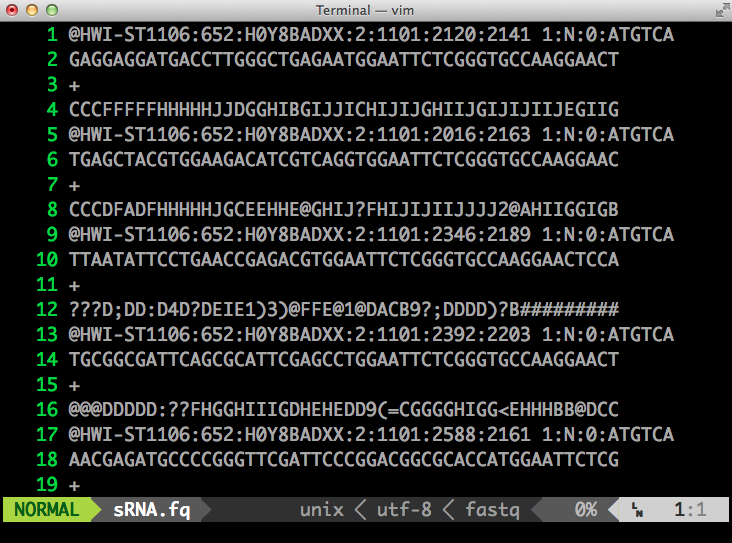 Terminal — vim
1 @HWI-ST1106:652:H0Y8BADXX:2:1101:2120:2141 1:N:0:ATGTCA
2 GAGGAGGATGACCTTGGGCTGAGAATGGAATTCTCGGGTGCCAAGGAACT
3 +
4 CCCFFFFFHHHHHJJDGGHIBGIJJICHIJIJGHIIJGIJIJIIJEGIIG
5 @HWI-ST1106:652:H0Y8BADXX:2:1101:2016:2163 1:N:0:ATGTCA
6 TGAGCTACGTGGAAGACATCGTCAGGTGGAATTCTCGGGTGCCAAGGAAC
7 +
8 CCCDFADFHHHHHJGCEEHHE@GHIJ?FHIJIJIIJJJJ2@AHIIGGIGB
9 @HWI-ST1106:652:H0Y8BADXX:2:1101:2346:2189 1:N:0:ATGTCA
10 TTAATATTCCTGAACCGAGACGTGGAATTCTCGGGTGCCAAGGAACTCCA
11 +
12 ???D;DD:D4D?DEIE1)3)@FFE@1@DACB9?;DDDD)?B#########
13 @HWI-ST1106:652:H0Y8BADXX:2:1101:2392:2203 1:N:0:ATGTCA
14 TGCGGCGATTCAGCGCATTCGAGCCTGGAATTCTCGGGTGCCAAGGAACT
15 +
16 @@@DDDDD:??FHGGHIIIGDHEHEDD9(=CGGGGHIGG<EHHHBB@DCC
17 @HWI-ST1106:652:H0Y8BADXX:2:1101:2588:2161 1:N:0:ATGTCA
18 AACGAGATGCCCCGGGTTCGATTCCCGGACGGCGCACCATGGAATTCTCG
19 +
NORMAL sRNA.fq unix utf-8 fastq 0% LN 1:1